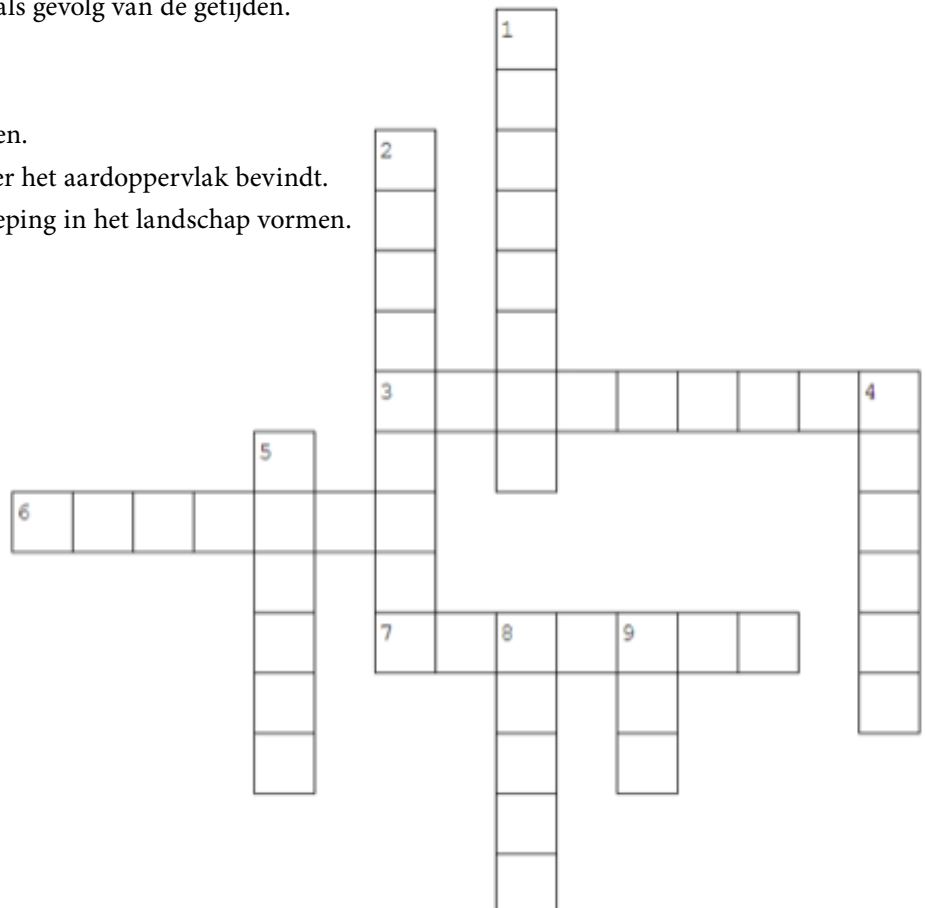 als gevolg van de getijden.
1
en.
2
er het aardoppervlak bevindt.
eping in het landschap vormen.
3
4
5
6
7
8
9